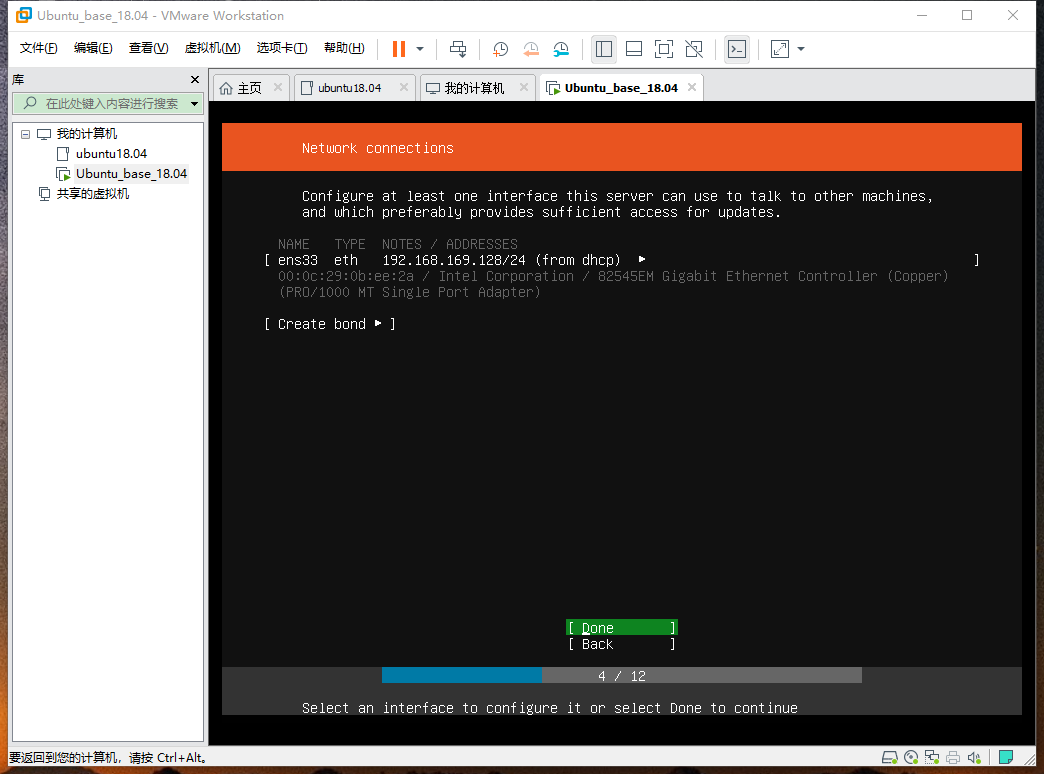 Ubuntu_base_18.04 - VMware Workstation
文件(F) 编辑(E) 查看(V) 虚拟机(M) 选项卡(T) 帮助(H)
库
在此处键入内容进行搜索
我的计算机
ubuntu18.04
Ubuntu_base_18.04
共享的虚拟机
主页 ubuntu18.04 我的计算机 Ubuntu_base_18.04
Network connections
Configure at least one interface this server can use to talk to other machines,
and which preferably provides sufficient access for updates.
NAME TYPE NOTES / ADDRESSES
[ ens33 eth 192.168.169.128/24 (from dhcp) ▸ ]
00:0c:29:0b:ee:2a / Intel Corporation / 82545EM Gigabit Ethernet Controller (Copper)
(PRO/1000 MT Single Port Adapter)
[ Create bond ▸ ]
[ Done ]
[ Back ]
4 / 12
Select an interface to configure it or select Done to continue
要返回到您的计算机，请按 Ctrl+Alt。